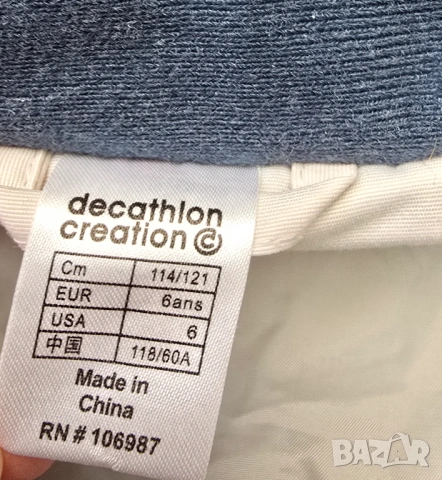 decathlon
creation ©
Cm 114/121
EUR 6ans
USA 6
中国 118/60A
Made in
China
RN # 106987
BAZAR